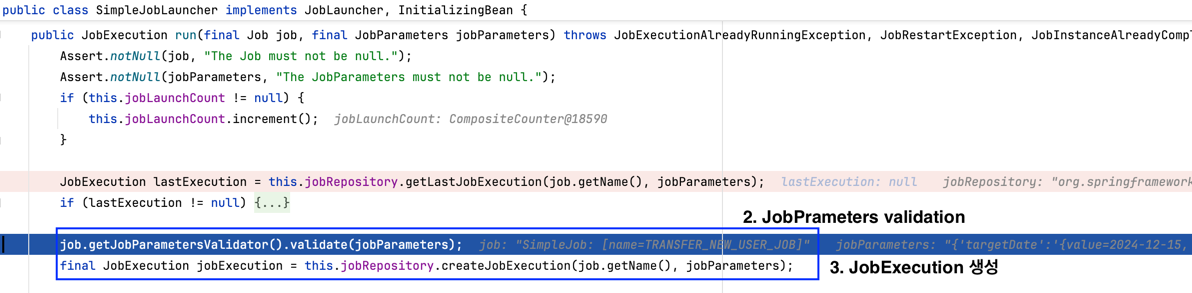 public class SimpleJobLauncher implements JobLauncher, InitializingBean {
public JobExecution run(final Job job, final JobParameters jobParameters) throws JobExecutionAlreadyRunningException, JobRestartException, JobInstanceAlreadyCompl
Assert.notNull(job, "The Job must not be null.");
Assert.notNull(jobParameters, "The JobParameters must not be null.");
if (this.jobLaunchCount != null) {
this.jobLaunchCount.increment(); jobLaunchCount: CompositeCounter@18590
}
JobExecution lastExecution = this.jobRepository.getLastJobExecution(job.getName(), jobParameters); lastExecution: null jobRepository: "org.springframework
if (lastExecution != null) {...}
2. JobPrameters validation
job.getJobParametersValidator().validate(jobParameters); job: "SimpleJob: [name=TRANSFER_NEW_USER_JOB]" jobParameters: "{'targetDate':'{value=2024-12-15,
final JobExecution jobExecution = this.jobRepository.createJobExecution(job.getName(), jobParameters);
3. JobExecution 생성